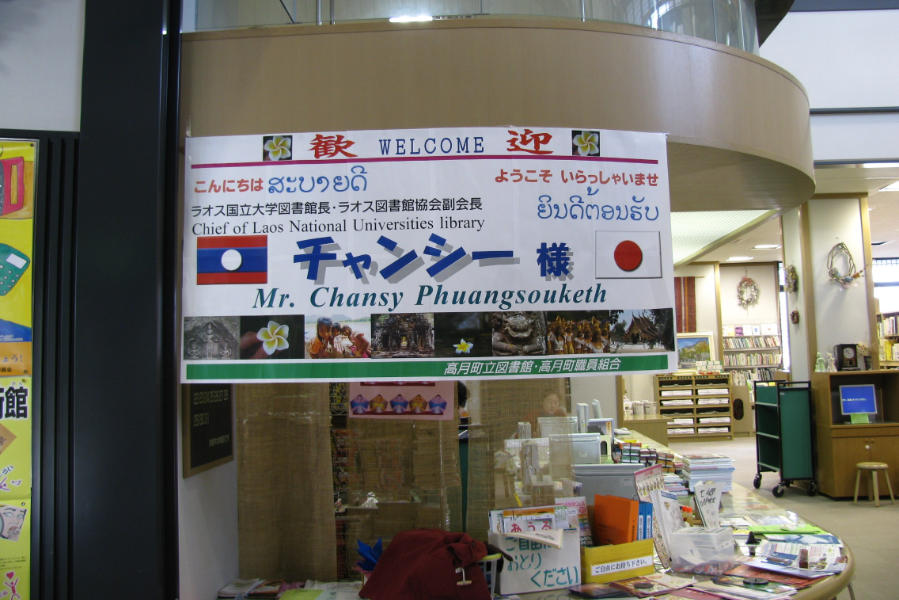 歓 WELCOME 迎
こんにちは ສະບາຍດີ
ようこそ いらっしゃいませ
ラオス国立大学図書館長・ラオス図書館協会副会長
ຍິນດີຕ້ອນຮັບ
Chief of Laos National Universities library
チャンシー 様
Mr. Chansy Phuangsouketh
高月町立図書館・高月町職員組合
術館
ご自由に
おとり
ください
ご自由にお持ち下さい。